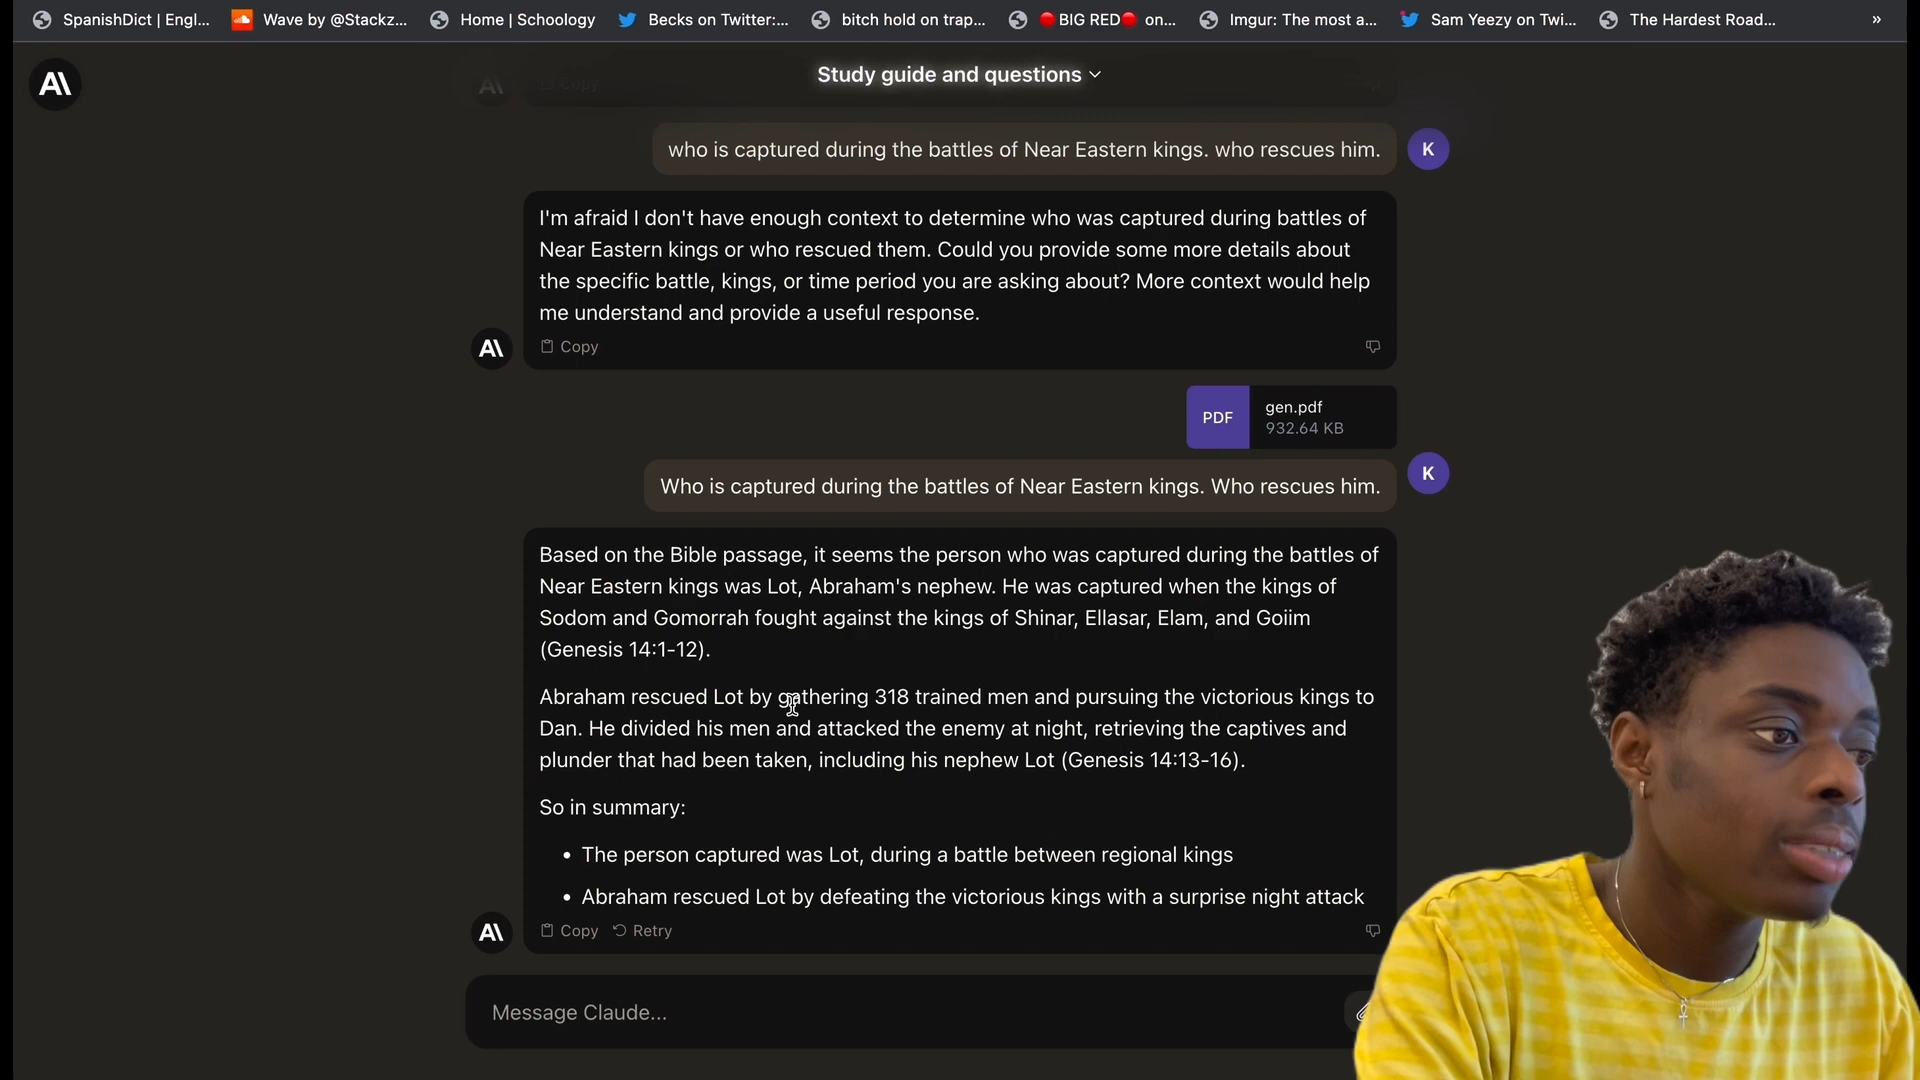 SpanishDict | Engl... Wave by @Stackz... Home | Schoology Becks on Twitter:... bitch hold on trap... 🔴BIG RED🔴 on... Imgur: The most a... Sam Yeezy on Twi... The Hardest Road... »
Study guide and questions
Copy
who is captured during the battles of Near Eastern kings. who rescues him.
K
I'm afraid I don't have enough context to determine who was captured during battles of
Near Eastern kings or who rescued them. Could you provide some more details about
the specific battle, kings, or time period you are asking about? More context would help
me understand and provide a useful response.
Copy
PDF
gen.pdf
932.64 KB
Who is captured during the battles of Near Eastern kings. Who rescues him.
K
Based on the Bible passage, it seems the person who was captured during the battles of
Near Eastern kings was Lot, Abraham's nephew. He was captured when the kings of
Sodom and Gomorrah fought against the kings of Shinar, Ellasar, Elam, and Goiim
(Genesis 14:1-12).
Abraham rescued Lot by gathering 318 trained men and pursuing the victorious kings to
Dan. He divided his men and attacked the enemy at night, retrieving the captives and
plunder that had been taken, including his nephew Lot (Genesis 14:13-16).
So in summary:
• The person captured was Lot, during a battle between regional kings
• Abraham rescued Lot by defeating the victorious kings with a surprise night attack
Copy Retry
Message Claude...